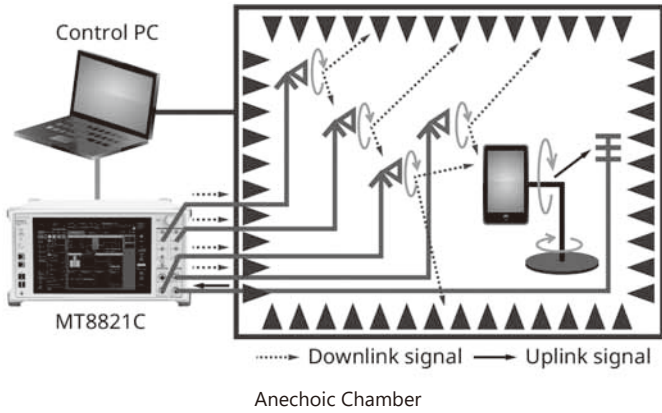 Control PC
MT8821C
Downlink signal
Uplink signal
Anechoic Chamber